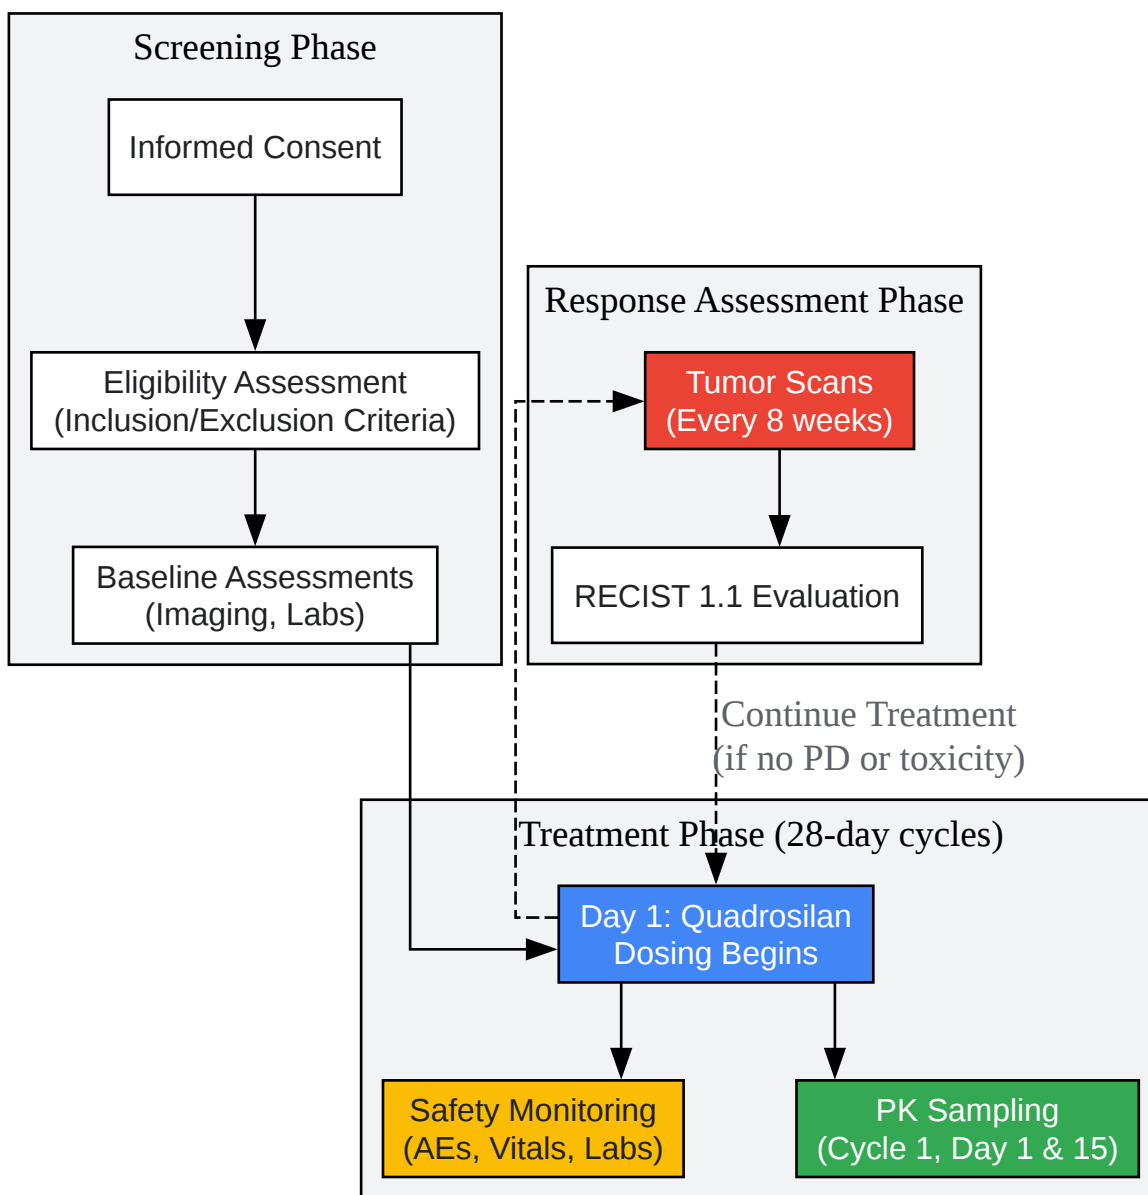 Screening Phase
Informed Consent
Eligibility Assessment
(Inclusion/Exclusion Criteria)
Baseline Assessments
(Imaging, Labs)
Response Assessment Phase
Tumor Scans
(Every 8 weeks)
RECIST 1.1 Evaluation
Continue Treatment
(if no PD or toxicity)
Treatment Phase (28-day cycles)
Day 1: Quadrosilan
Dosing Begins
Safety Monitoring
(AEs, Vitals, Labs)
PK Sampling
(Cycle 1, Day 1 & 15)